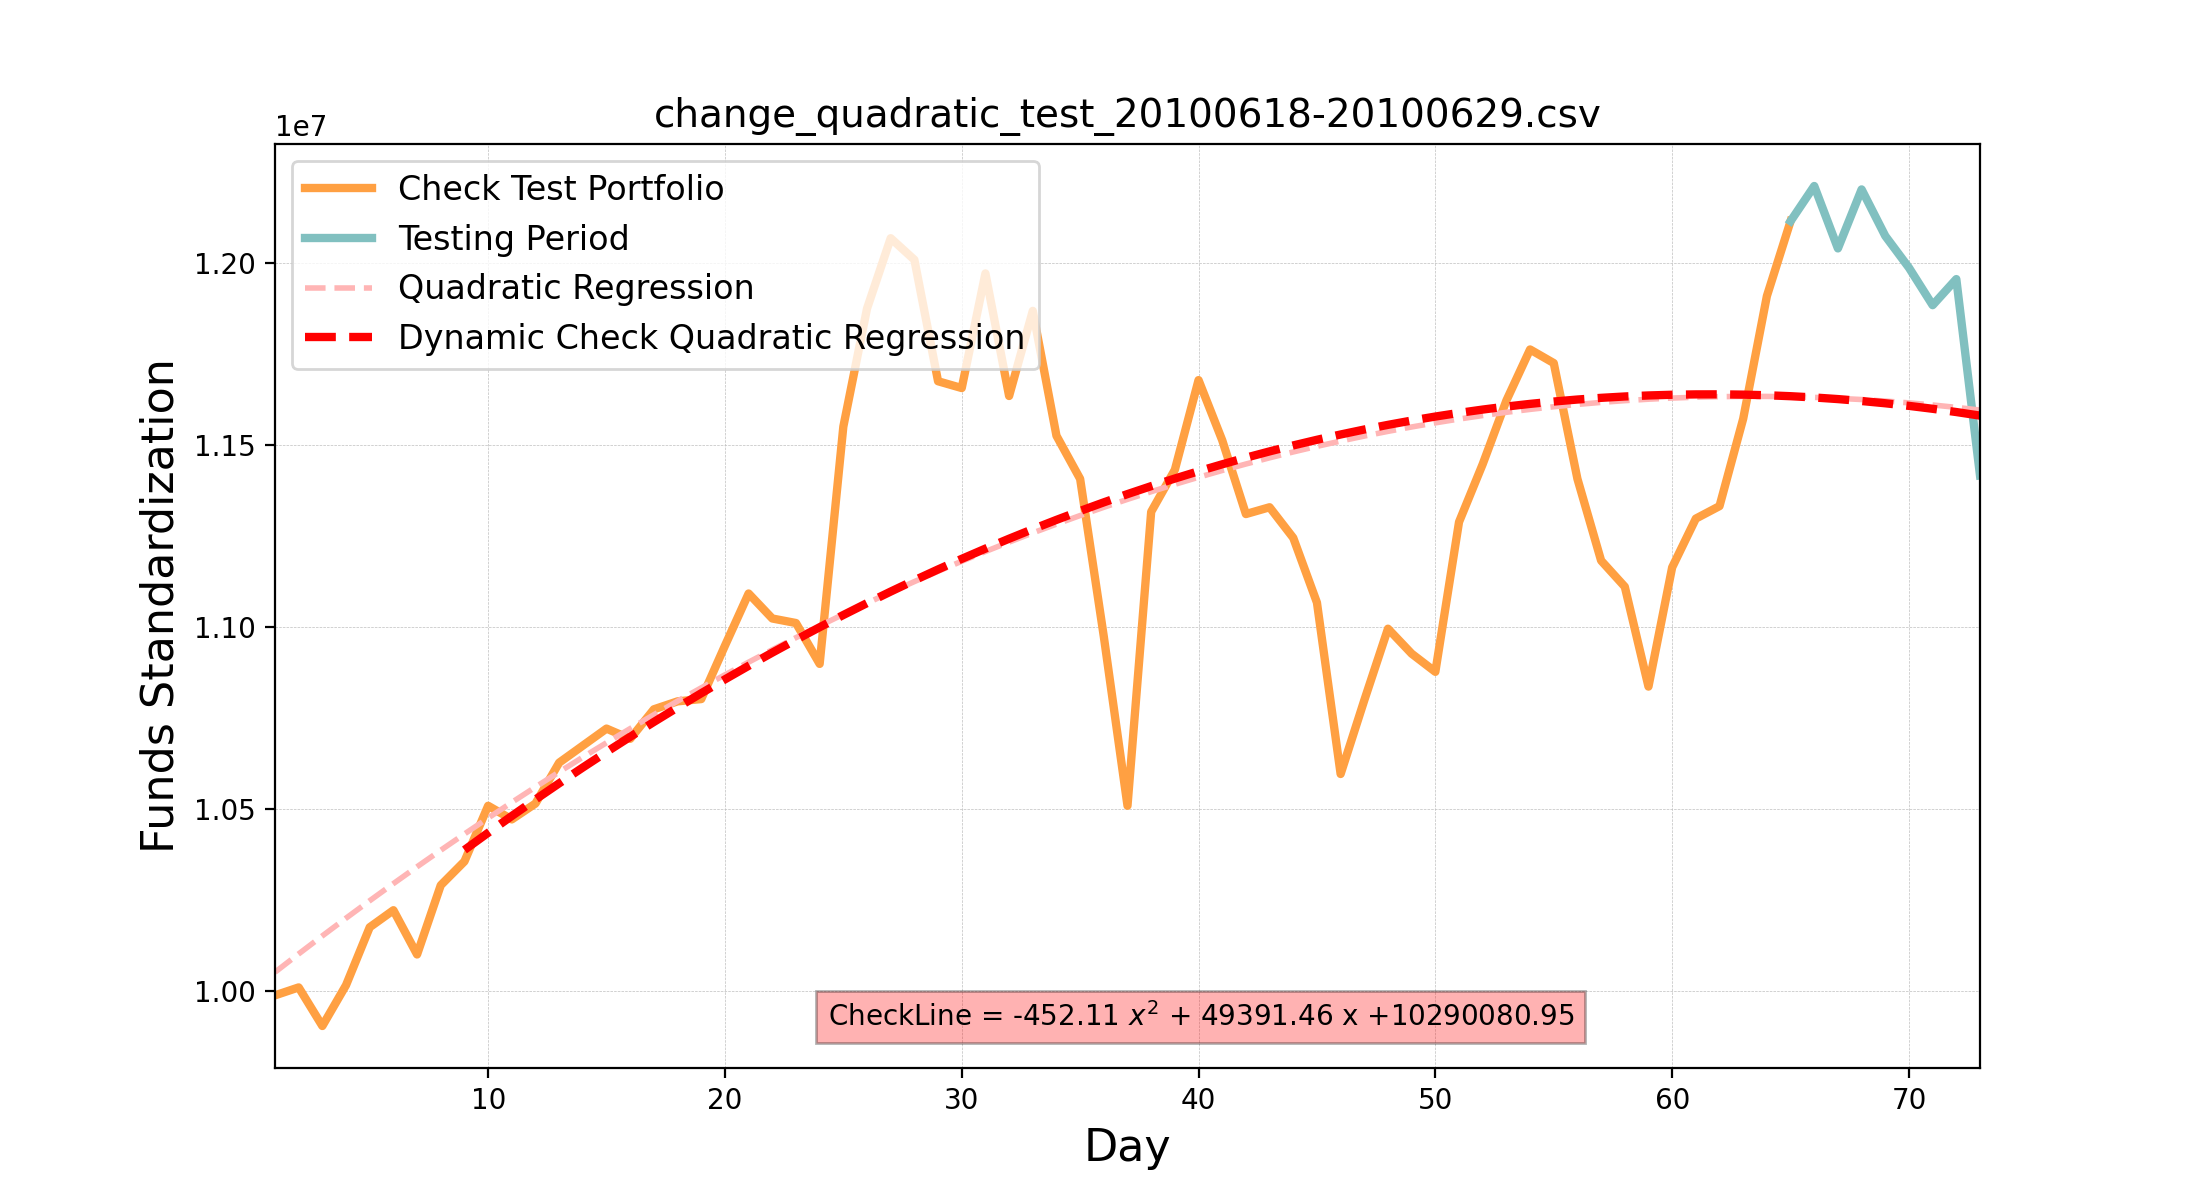 change_quadratic_test_20100618-20100629.csv
1e7
Check Test Portfolio
Testing Period
Quadratic Regression
Dynamic Check Quadratic Regression
1.20
1.15
1.10
1.05
1.00
Funds Standardization
CheckLine = -452.11 x² + 49391.46 x +10290080.95
10 20 30 40 50 60 70
Day